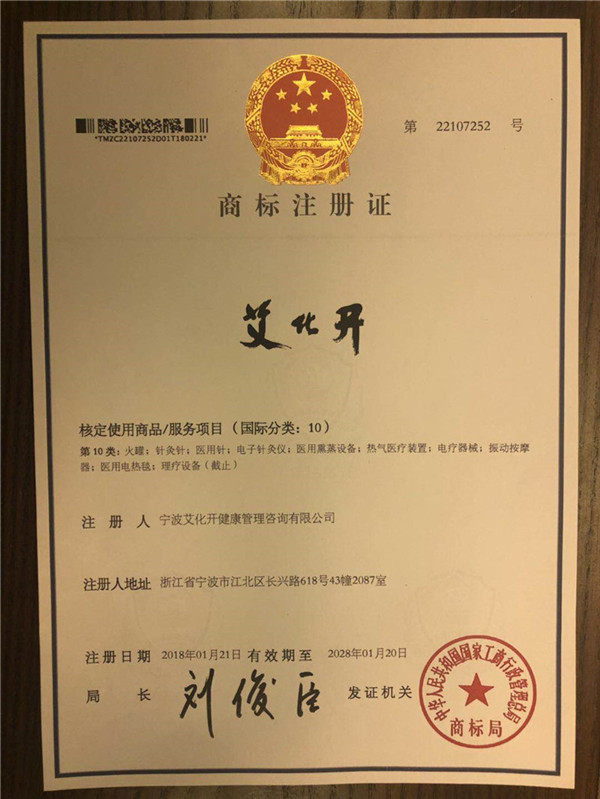 *TMZC22107252D01T180221*
第 22107252 号
商标注册证
艾化开
核定使用商品/服务项目（国际分类：10）
第10类：火罐；针灸针；医用针；电子针灸仪；医用熏蒸设备；热气医疗装置；电疗器械；振动按摩
器；医用电热毯；理疗设备（截止）
注册人 宁波艾化开健康管理咨询有限公司
注册人地址 浙江省宁波市江北区长兴路618号43幢2087室
注册日期 2018年01月21日 有效期至 2028年01月20日
局长 刘俊臣 发证机关
中华人民共和国国家工商行政管理总局
商标局